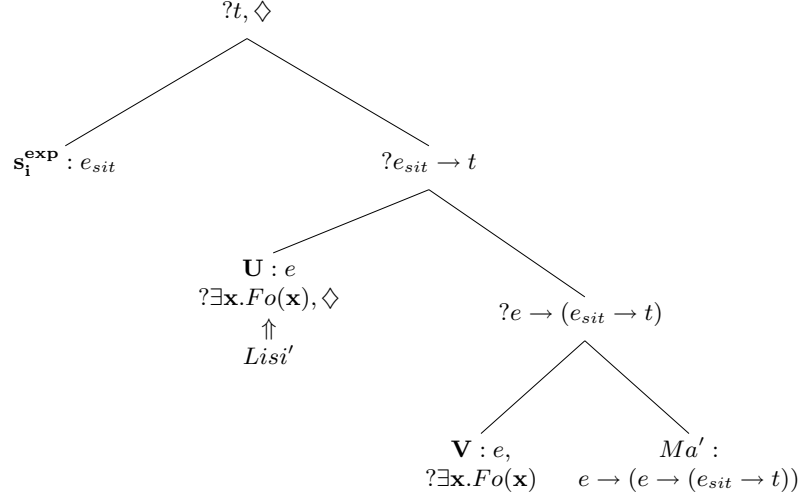 ?t, ◇
s_i^exp : e_sit
?e_sit → t
U : e
?∃x.Fo(x), ◇
⇑
Lisi′
?e → (e_sit → t)
V : e,
?∃x.Fo(x)
Ma′ :
e → (e → (e_sit → t))